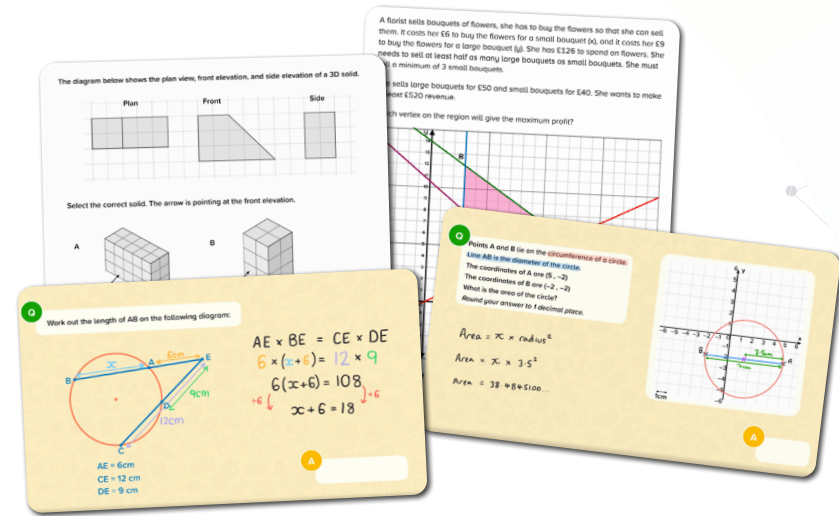 A florist sells bouquets of flowers, she has to buy the flowers so that she can sell
them. It costs her £6 to buy the flowers for a small bouquet (x), and it costs her £9
to buy the flowers for a large bouquet (y). She has £126 to spend on flowers. She
needs to sell at least half as many large bouquets as small bouquets. She must
a minimum of 3 small bouquets.
sells large bouquets for £50 and small bouquets for £40. She wants to make
£520 revenue.
vertex on the region will give the maximum profit?
B
The diagram below shows the plan view, front elevation, and side elevation of a 3D solid.
Plan
Front
Side
Select the correct solid. The arrow is pointing at the front elevation.
A
B
Q
Points A and B lie on the circumference of a circle.
Line AB is the diameter of the circle.
The coordinates of A are (5, -2)
The coordinates of B are (-2, -2)
What is the area of the circle?
Round your answer to 1 decimal place.
Area = π x radius²
Area = π x 3.5²
Area = 38.4845100...
y
x
B
A
3.5cm
7cm
1cm
A
Q
Work out the length of AB on the following diagram:
x
6cm
A
E
B
D
9cm
12cm
C
AE = 6cm
CE = 12 cm
DE = 9 cm
AE x BE = CE x DE
6 x (x+6) = 12 x 9
6(x+6) = 108
÷6
÷6
x+6 = 18
A